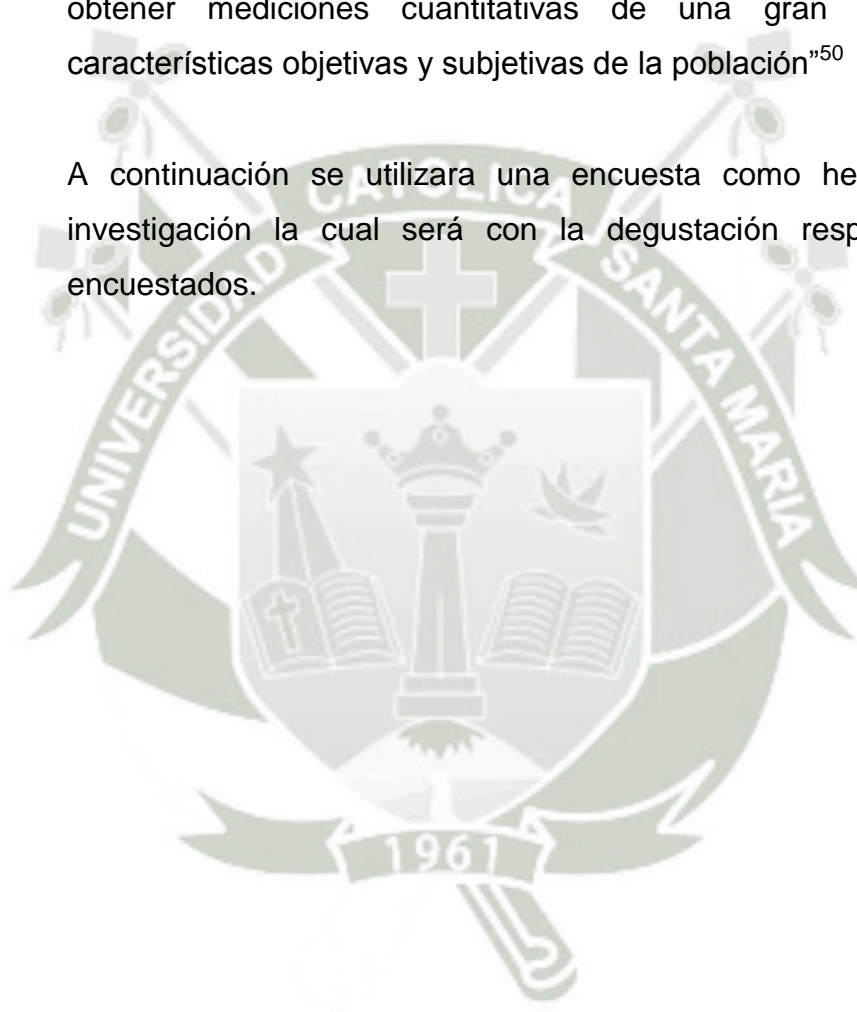 obtener mediciones cuantitativas de una gran
características objetivas y subjetivas de la población”50
A continuación se utilizara una encuesta como he
investigación la cual será con la degustación resp
encuestados.
UNIVERSIDAD CATOLICA SANTA MARIA
1961